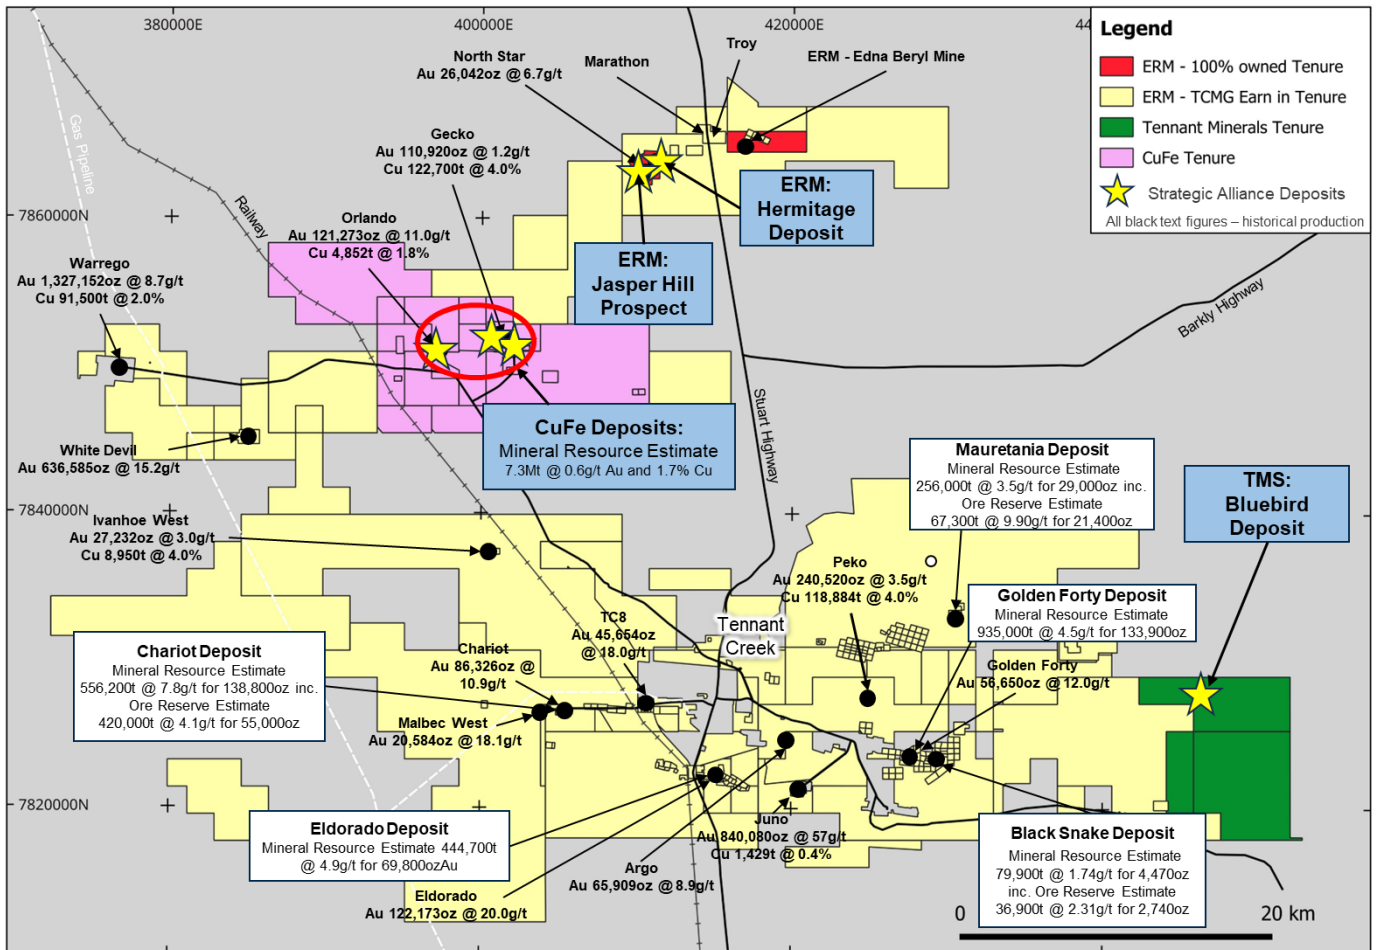 380000E
400000E
420000E
44
Legend
ERM - 100% owned Tenure
ERM - TCMG Earn in Tenure
Tennant Minerals Tenure
CuFe Tenure
Strategic Alliance Deposits
All black text figures – historical production
North Star
Au 26,042oz @ 6.7g/t
Marathon
Troy
ERM - Edna Beryl Mine
Gas Pipeline
Railway
Gecko
Au 110,920oz @ 1.2g/t
Cu 122,700t @ 4.0%
ERM:
Hermitage
Deposit
7860000N
Orlando
Au 121,273oz @ 11.0g/t
Cu 4,852t @ 1.8%
ERM:
Jasper Hill
Prospect
Warrego
Au 1,327,152oz @ 8.7g/t
Cu 91,500t @ 2.0%
Barkly Highway
Stuart Highway
CuFe Deposits:
Mineral Resource Estimate
7.3Mt @ 0.6g/t Au and 1.7% Cu
White Devil
Au 636,585oz @ 15.2g/t
Mauretania Deposit
Mineral Resource Estimate
256,000t @ 3.5g/t for 29,000oz inc.
Ore Reserve Estimate
67,300t @ 9.90g/t for 21,400oz
TMS:
Bluebird
Deposit
7840000N
Ivanhoe West
Au 27,232oz @ 3.0g/t
Cu 8,950t @ 4.0%
Peko
Au 240,520oz @ 3.5g/t
Cu 118,884t @ 4.0%
Golden Forty Deposit
Mineral Resource Estimate
935,000t @ 4.5g/t for 133,900oz
Tennant
Creek
TC8
Au 45,654oz
@ 18.0g/t
Chariot Deposit
Mineral Resource Estimate
556,200t @ 7.8g/t for 138,800oz inc.
Ore Reserve Estimate
420,000t @ 4.1g/t for 55,000oz
Chariot
Au 86,326oz @
10.9g/t
Golden Forty
Au 56,650oz @ 12.0g/t
Malbec West
Au 20,584oz @ 18.1g/t
7820000N
Eldorado Deposit
Mineral Resource Estimate 444,700t
@ 4.9g/t for 69,800ozAu
Juno
Au 840,080oz @ 57g/t
Cu 1,429t @ 0.4%
Black Snake Deposit
Mineral Resource Estimate
79,900t @ 1.74g/t for 4,470oz
inc. Ore Reserve Estimate
36,900t @ 2.31g/t for 2,740oz
Argo
Au 65,909oz @ 8.9g/t
Eldorado
Au 122,173oz @ 20.0g/t
0
20 km